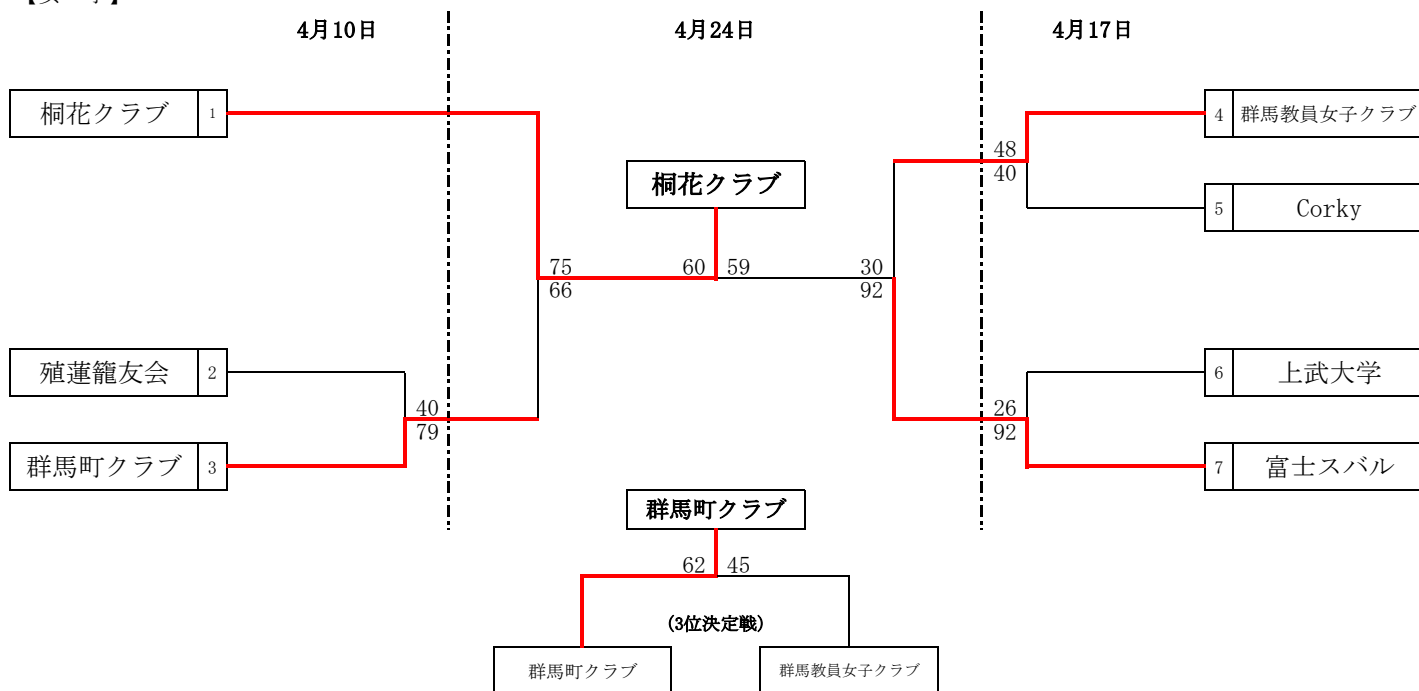 4月10日 4月24日 4月17日
桐花クラブ 1
4 群馬教員女子クラブ
48
40
桐花クラブ
5 Corky
75 60 59 30
66 92
殖蓮籠友会 2
6 上武大学
40 26
79 92
群馬町クラブ 3
7 富士スバル
群馬町クラブ
62 45
(3位決定戦)
群馬町クラブ 群馬教員女子クラブ